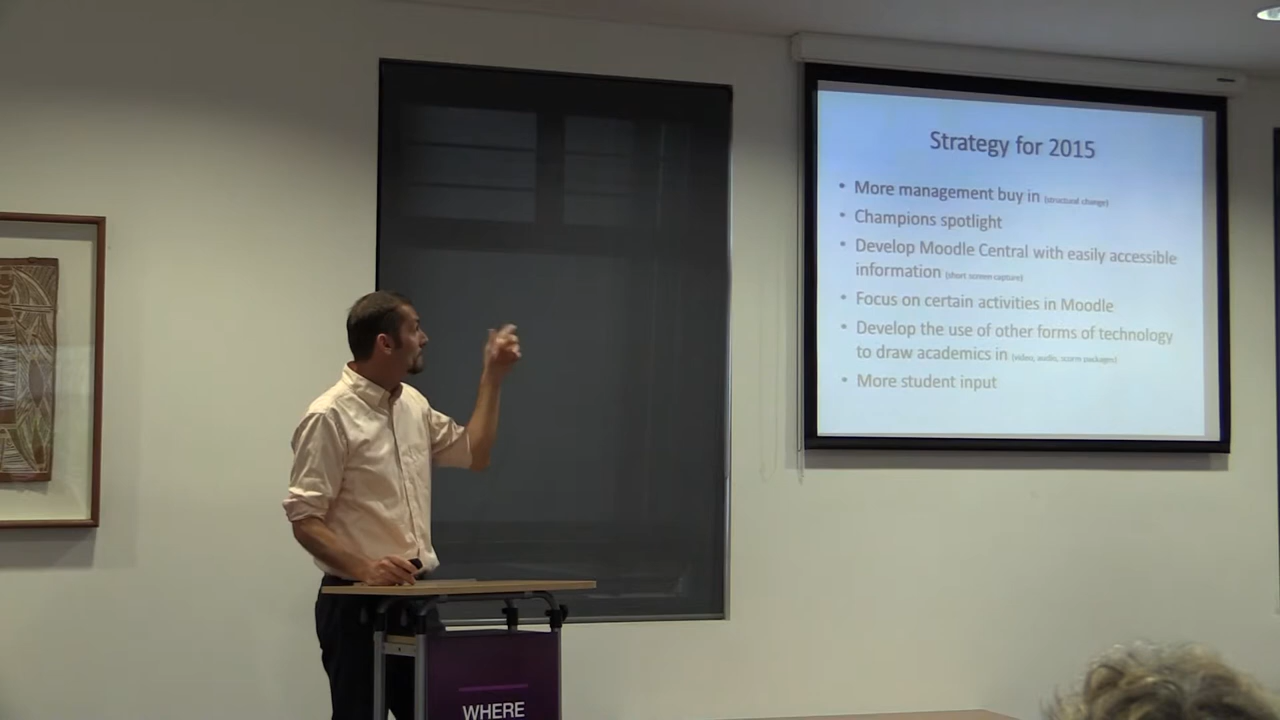 Strategy for 2015
• More management buy in (structural change)
• Champions spotlight
• Develop Moodle Central with easily accessible
information (short screen capture)
• Focus on certain activities in Moodle
• Develop the use of other forms of technology
to draw academics in (video, audio, scorm packages)
• More student input
WHERE